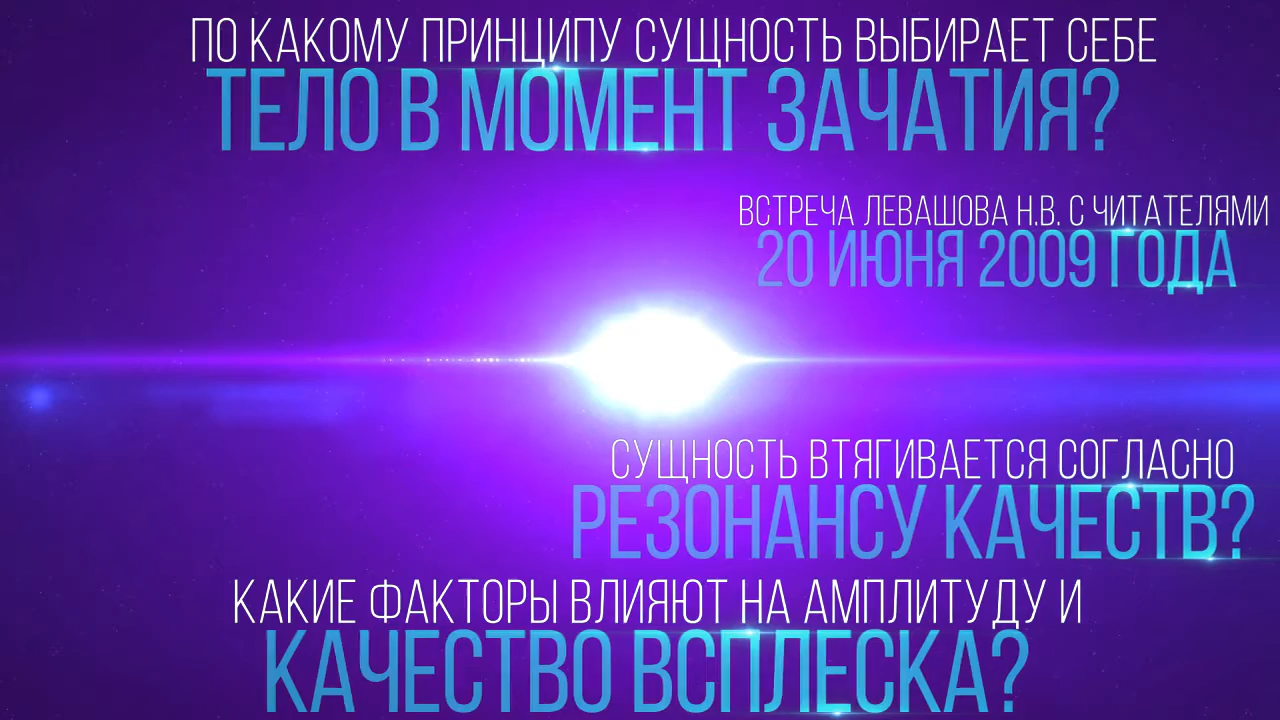 ПО КАКОМУ ПРИНЦИПУ СУЩНОСТЬ ВЫБИРАЕТ СЕБЕ
ТЕЛО В МОМЕНТ ЗАЧАТИЯ?
ВСТРЕЧА ЛЕВАШОВА Н.В. С ЧИТАТЕЛЯМИ
20 ИЮНЯ 2009 ГОДА
СУЩНОСТЬ ВТЯГИВАЕТСЯ СОГЛАСНО
РЕЗОНАНСУ КАЧЕСТВ?
КАКИЕ ФАКТОРЫ ВЛИЯЮТ НА АМПЛИТУДУ И
КАЧЕСТВО ВСПЛЕСКА?